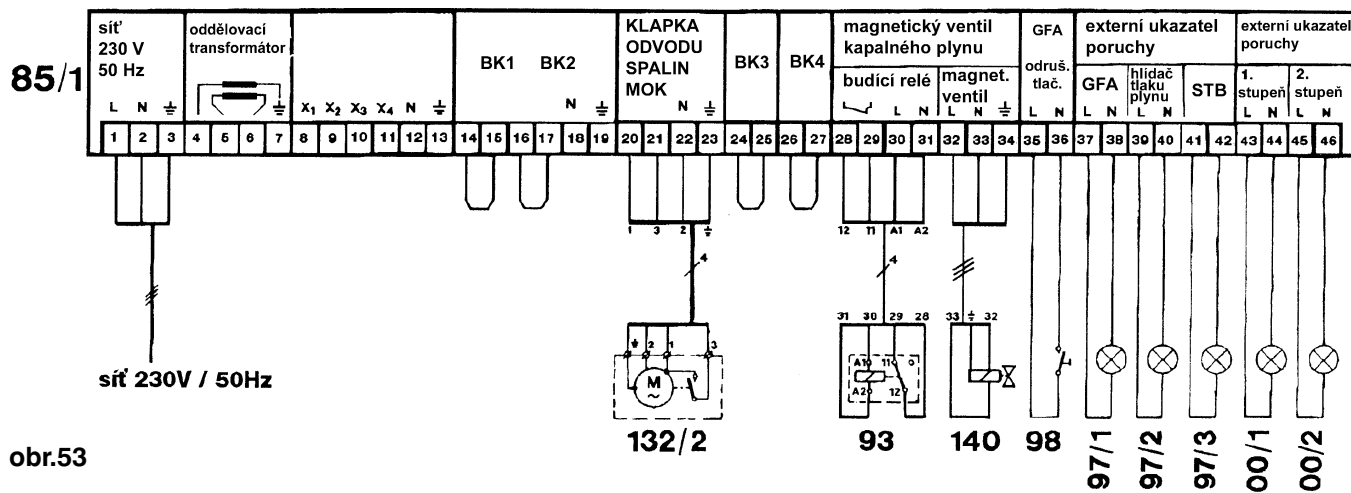 85/1
síť
230 V
50 Hz
L N
oddělovací
transformátor
X₁ X₂ X₃ X₄ N
BK1 BK2
N
KLAPKA
ODVODU
SPALIN
MOK
N
BK3
BK4
magnetický ventil
kapalného plynu
budící relé
L N
magnet.
ventil
L N
GFA
odruš.
tlač.
L N
externí ukazatel
poruchy
GFA
L N
hlídač
tlaku
plynu
L N
STB
externí ukazatel
poruchy
1.
stupeň
L N
2.
stupeň
L N
1 2 3 4 5 6 7 8 9 10 11 12 13 14 15 16 17 18 19 20 21 22 23 24 25 26 27 28 29 30 31 32 33 34 35 36 37 38 39 40 41 42 43 44 45 46
1 3 2
12 11 A1 A2
4
4
31 30 29 28
33 32
2 1 3
M
~
A1 11
A2 12
síť 230V / 50Hz
132/2
93
140
98
97/1
97/2
97/3
00/1
00/2
obr.53